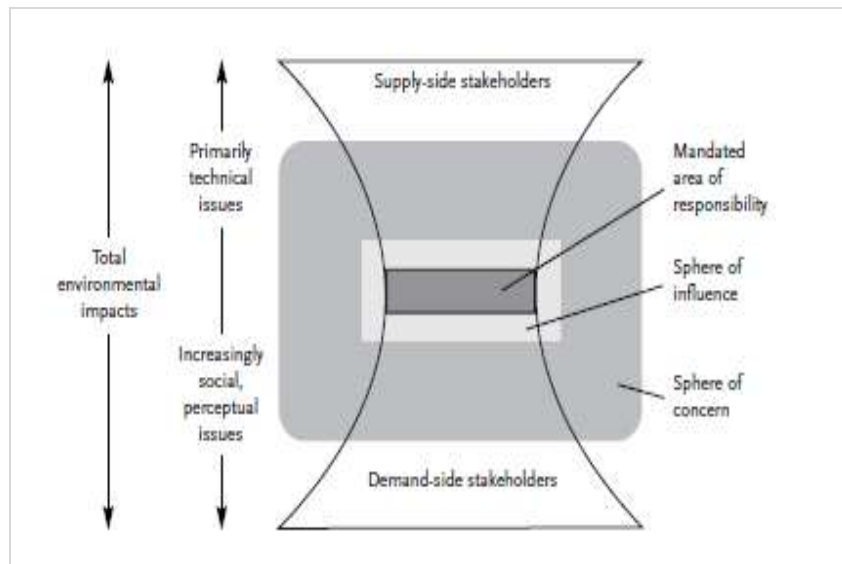 Supply-side stakeholders
Primarily
technical
issues
Mandated
area of
responsibility
Total
environmental
impacts
Sphere of
influence
Increasingly
social,
perceptual
issues
Sphere of
concern
Demand-side stakeholders